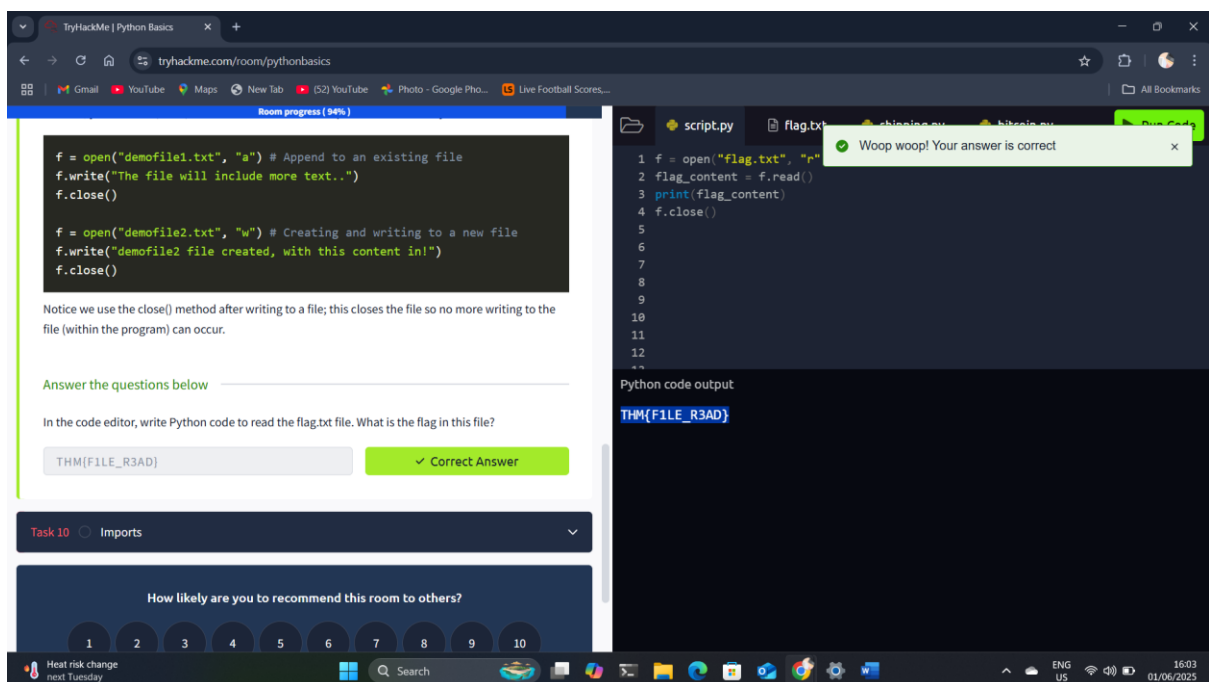 TryHackMe | Python Basics
tryhackme.com/room/pythonbasics
Gmail YouTube Maps New Tab (52) YouTube Photo - Google Pho... LS Live Football Scores,... All Bookmarks
Room progress ( 94% )
f = open("demofile1.txt", "a") # Append to an existing file
f.write("The file will include more text..")
f.close()
f = open("demofile2.txt", "w") # Creating and writing to a new file
f.write("demofile2 file created, with this content in!")
f.close()
Notice we use the close() method after writing to a file; this closes the file so no more writing to the
file (within the program) can occur.
Answer the questions below
In the code editor, write Python code to read the flag.txt file. What is the flag in this file?
THM{F1LE_R3AD}
Correct Answer
Task 10 Imports
How likely are you to recommend this room to others?
1 2 3 4 5 6 7 8 9 10
script.py flag.txt shipping.py bitcoin.py Run Code
Woop woop! Your answer is correct
1 f = open("flag.txt", "r"
2 flag_content = f.read()
3 print(flag_content)
4 f.close()
5
6
7
8
9
10
11
12
Python code output
THM{F1LE_R3AD}
Heat risk change
next Tuesday
Search
ENG
US
16:03
01/06/2025